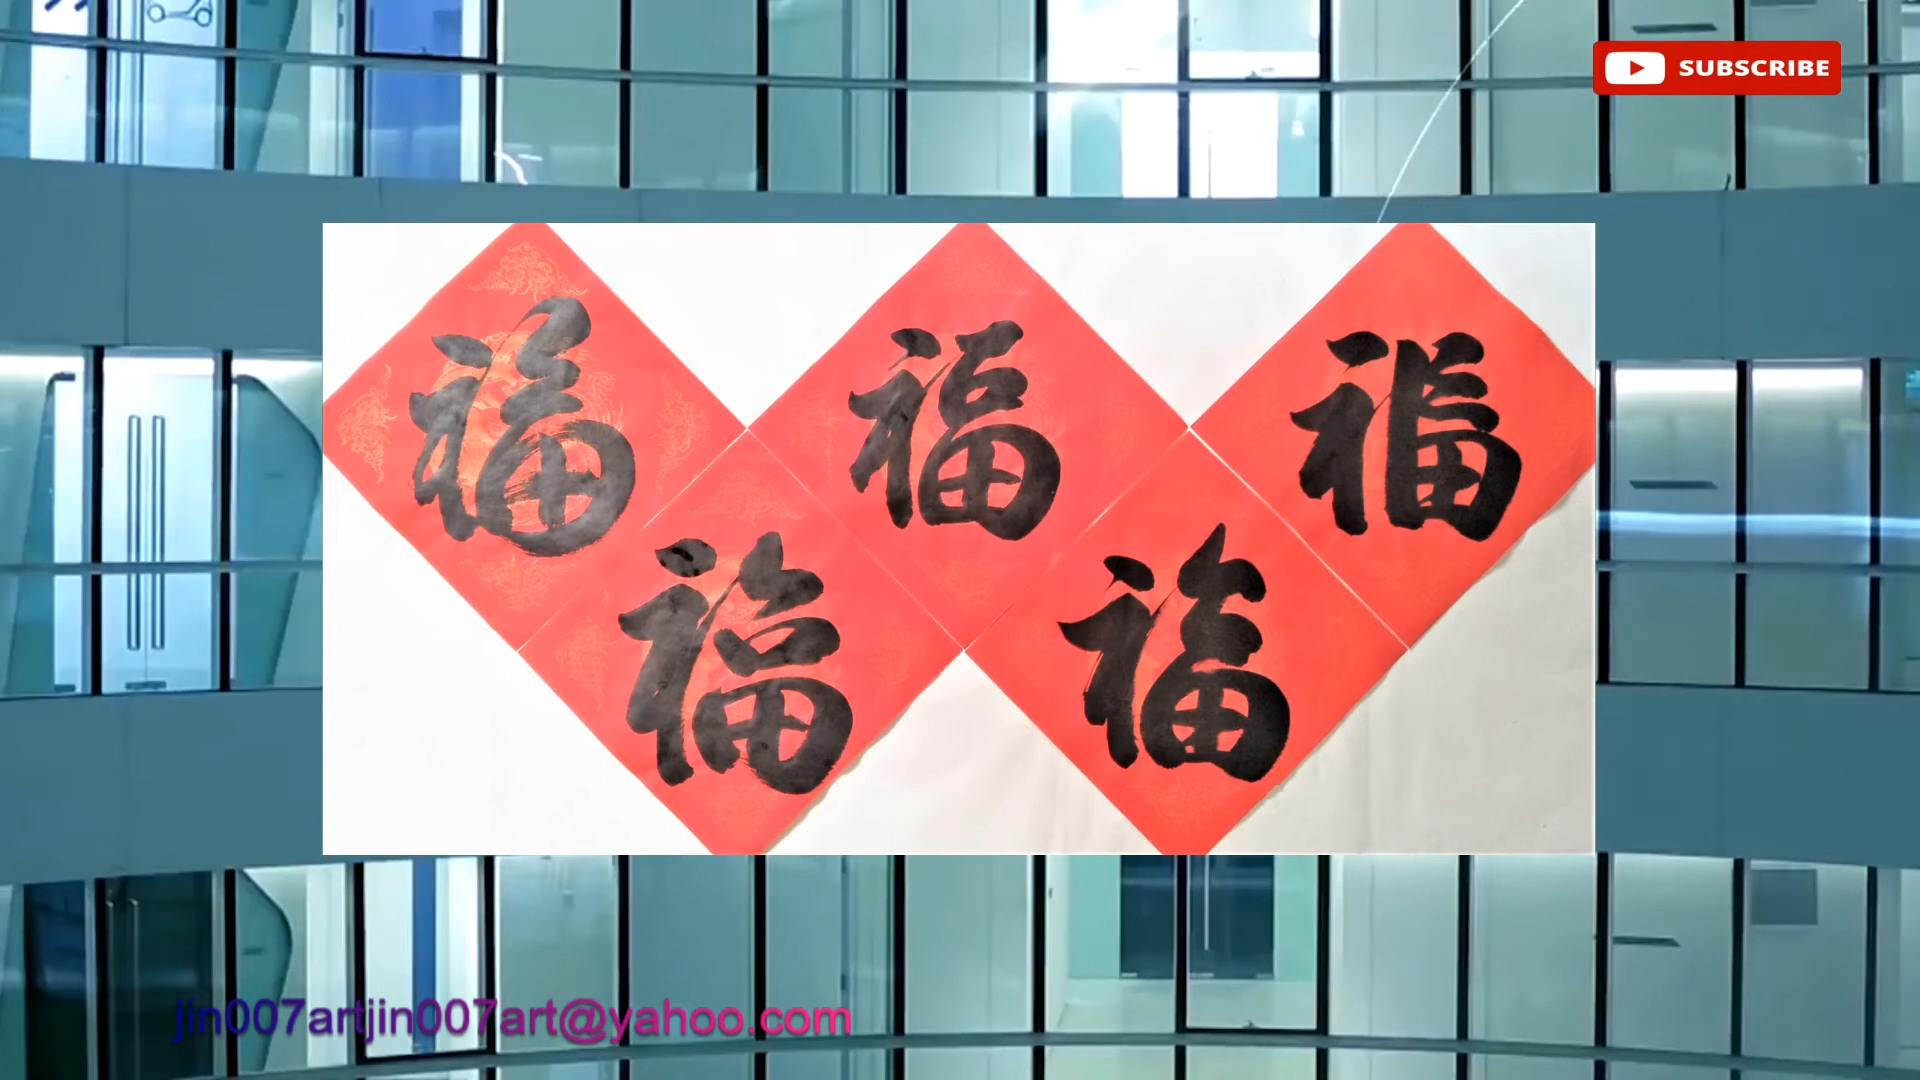 SUBSCRIBE
福 福 福
福 福
jin007artjin007art@yahoo.com